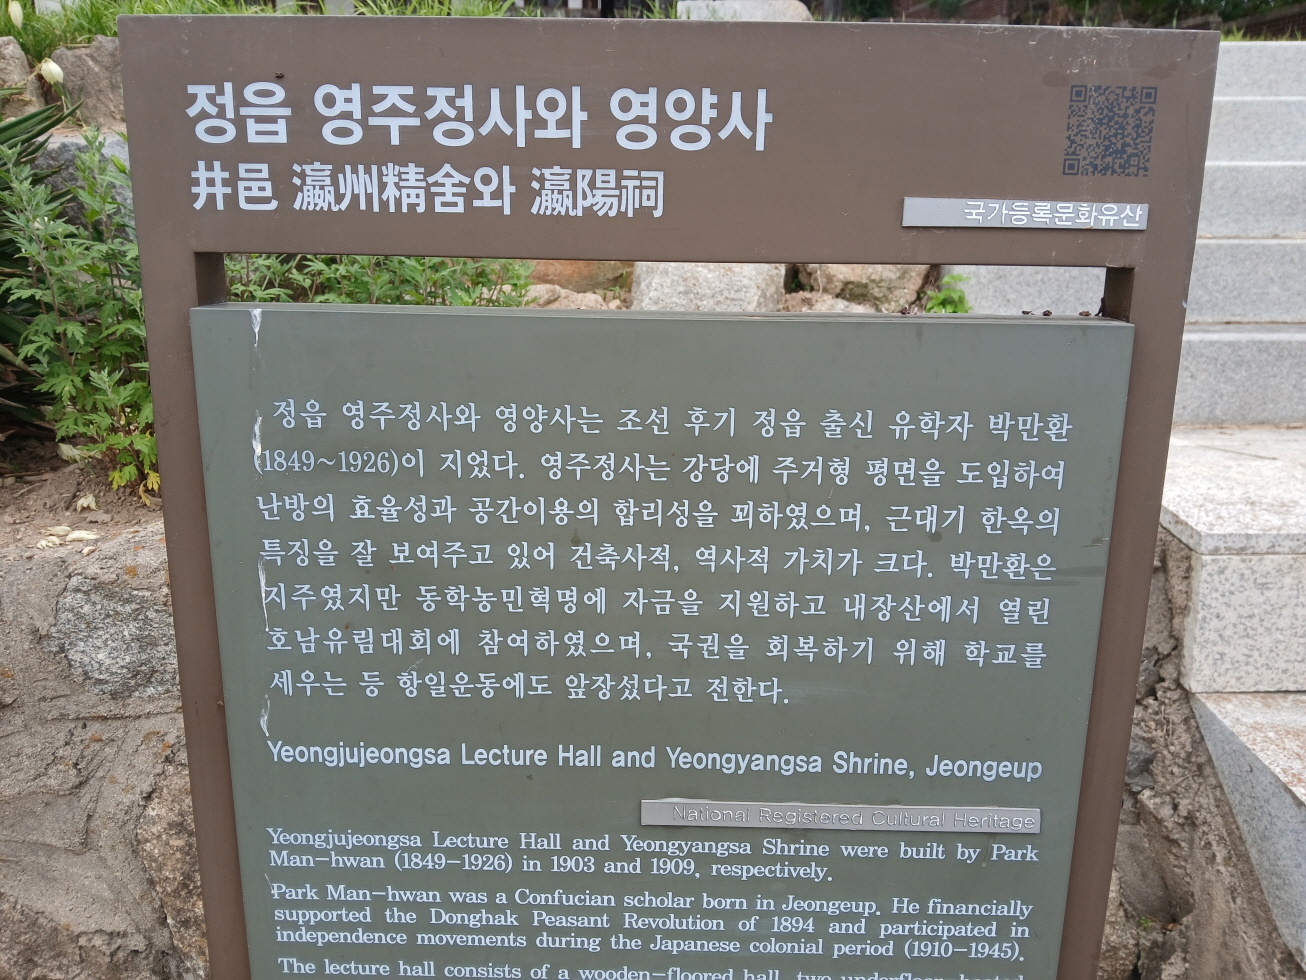 정읍 영주정사와 영양사
井邑 瀛州精舍와 瀛陽祠
국가등록문화유산
정읍 영주정사와 영양사는 조선 후기 정읍 출신 유학자 박만환
(1849~1926)이 지었다. 영주정사는 강당에 주거형 평면을 도입하여
난방의 효율성과 공간이용의 합리성을 꾀하였으며, 근대기 한옥의
특징을 잘 보여주고 있어 건축사적, 역사적 가치가 크다. 박만환은
지주였지만 동학농민혁명에 자금을 지원하고 내장산에서 열린
호남유림대회에 참여하였으며, 국권을 회복하기 위해 학교를
세우는 등 항일운동에도 앞장섰다고 전한다.
Yeongjujeongsa Lecture Hall and Yeongyangsa Shrine, Jeongeup
National Registered Cultural Heritage
Yeongjujeongsa Lecture Hall and Yeongyangsa Shrine were built by Park
Man-hwan (1849-1926) in 1903 and 1909, respectively.
Park Man-hwan was a Confucian scholar born in Jeongeup. He financially
supported the Donghak Peasant Revolution of 1894 and participated in
independence movements during the Japanese colonial period (1910-1945).
The lecture hall consists of a wooden-floored hall, two underfloor-heated